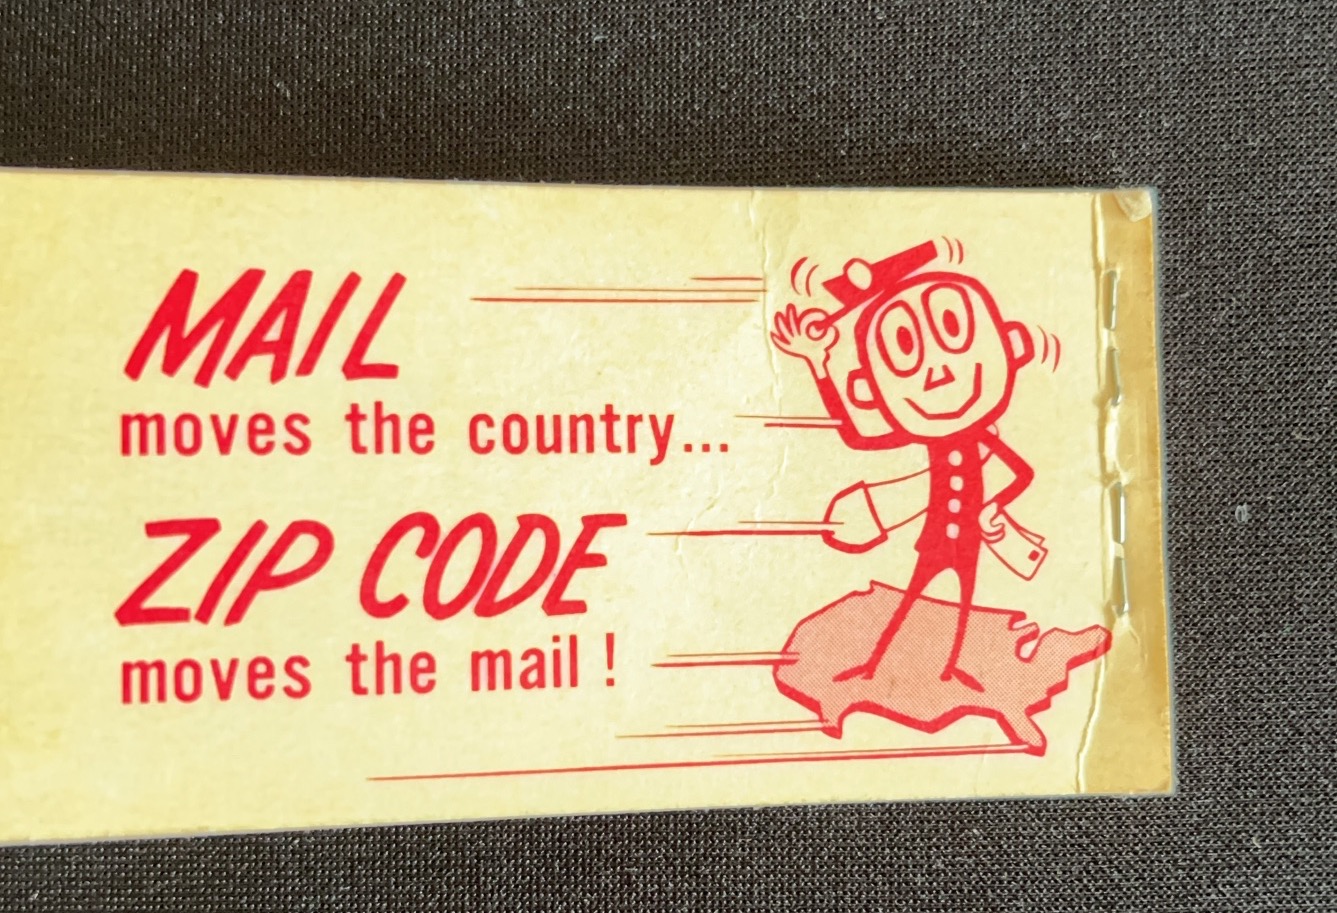 MAIL
moves the country...
ZIP CODE
moves the mail !